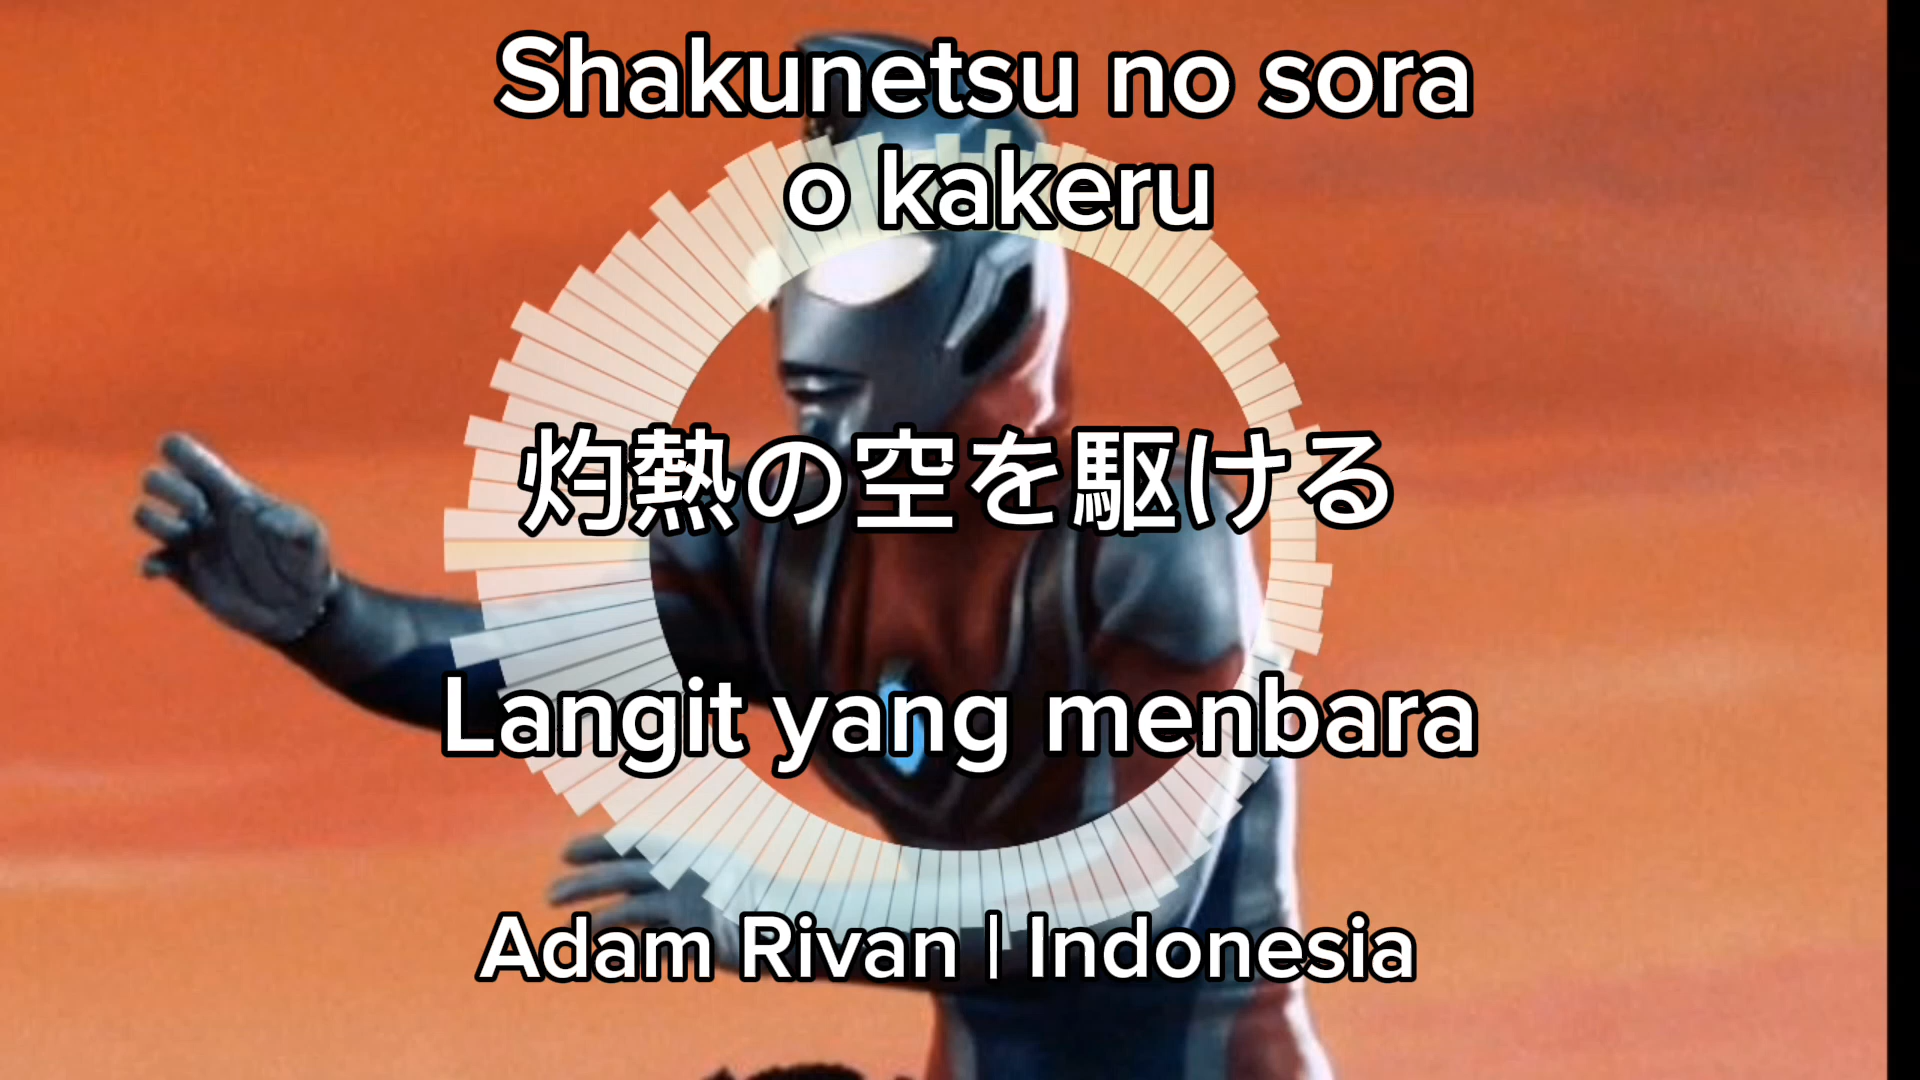 Shakunetsu no sora
o kakeru
灼熱の空を駆ける
Langit yang menbara
Adam Rivan | Indonesia